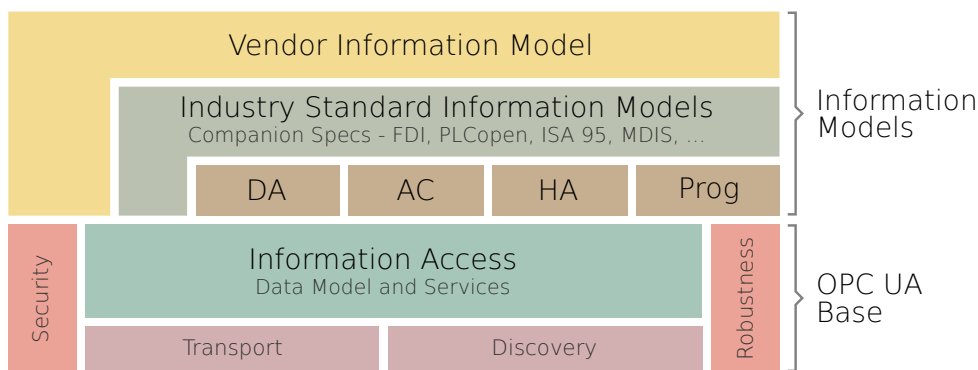 Vendor Information Model
Industry Standard Information Models
Companion Specs - FDI, PLCopen, ISA 95, MDIS, ...
DA
AC
HA
Prog
Information
Models
Security
Information Access
Data Model and Services
Transport
Discovery
Robustness
OPC UA
Base